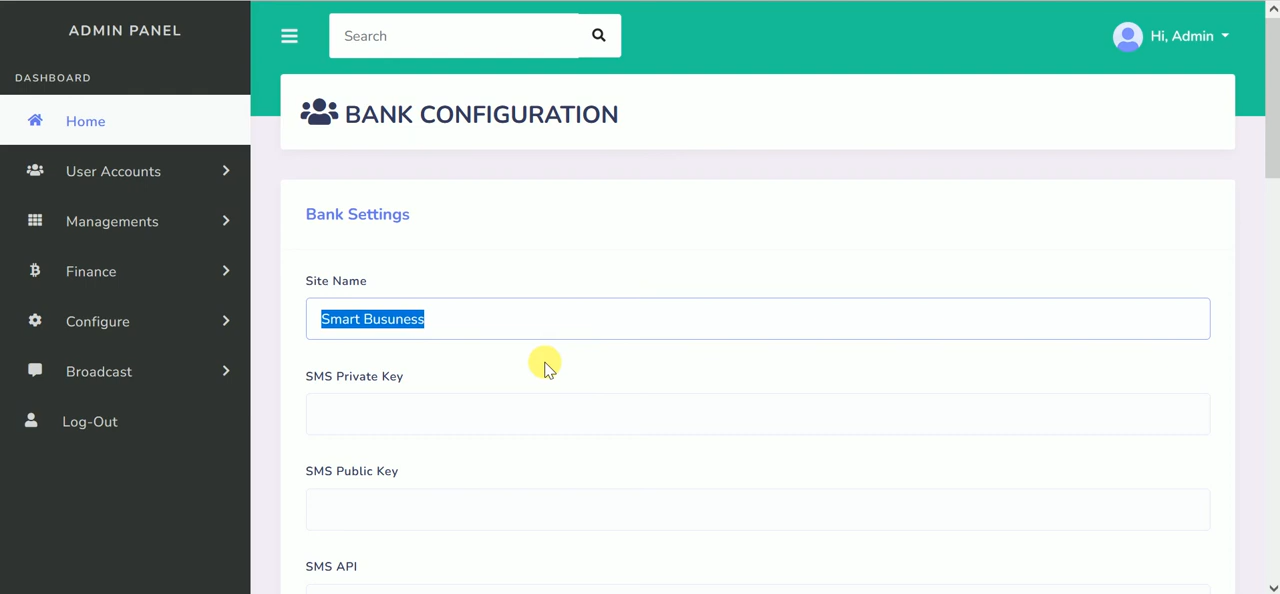 ADMIN PANEL
DASHBOARD
Home
User Accounts
Managements
Finance
Configure
Broadcast
Log-Out
Search
Hi, Admin
BANK CONFIGURATION
Bank Settings
Site Name
Smart Busuness
SMS Private Key
SMS Public Key
SMS API